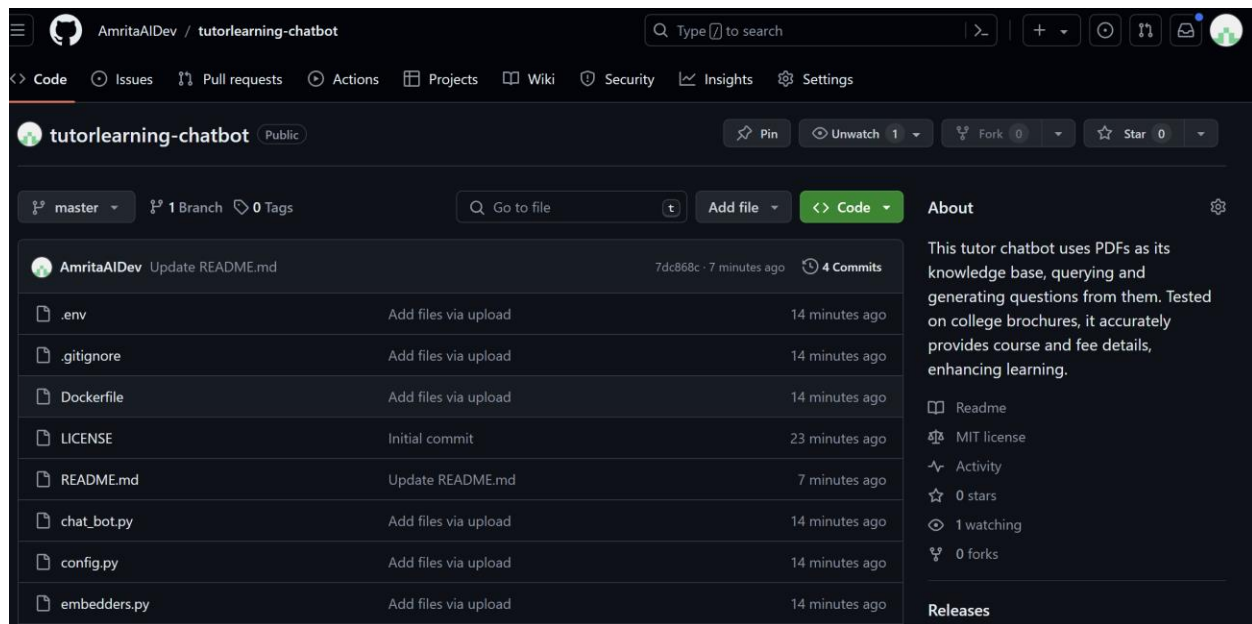 AmritaAIDev / tutorlearning-chatbot
Type / to search
Code Issues Pull requests Actions Projects Wiki Security Insights Settings
tutorlearning-chatbot Public
Pin Unwatch 1 Fork 0 Star 0
master 1 Branch 0 Tags Go to file t Add file Code
AmritaAIDev Update README.md 7dc868c · 7 minutes ago 4 Commits
.env Add files via upload 14 minutes ago
.gitignore Add files via upload 14 minutes ago
Dockerfile Add files via upload 14 minutes ago
LICENSE Initial commit 23 minutes ago
README.md Update README.md 7 minutes ago
chat_bot.py Add files via upload 14 minutes ago
config.py Add files via upload 14 minutes ago
embedders.py Add files via upload 14 minutes ago
About
This tutor chatbot uses PDFs as its
knowledge base, querying and
generating questions from them. Tested
on college brochures, it accurately
provides course and fee details,
enhancing learning.
Readme
MIT license
Activity
0 stars
1 watching
0 forks
Releases